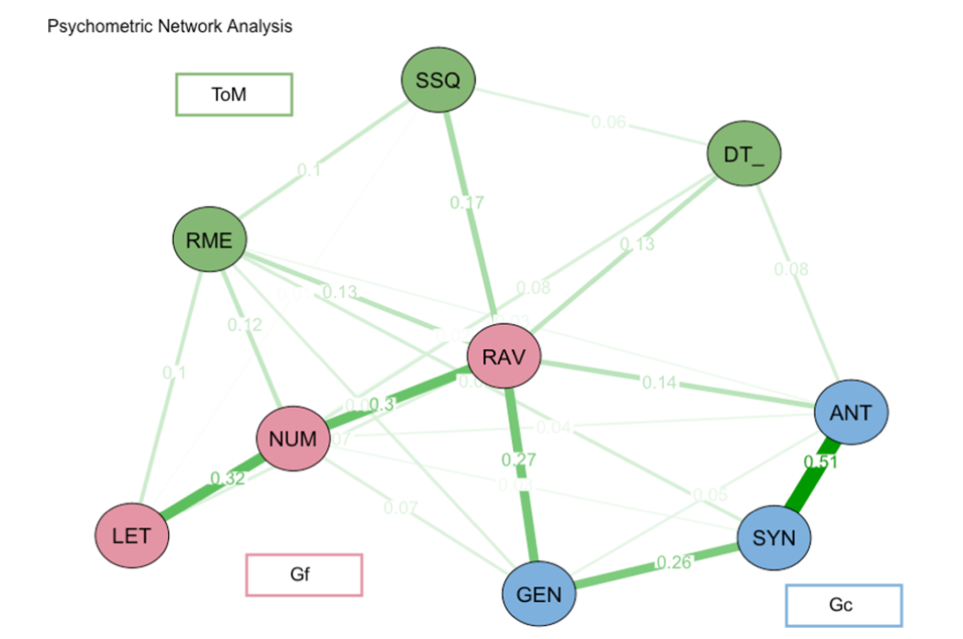 Psychometric Network Analysis
SSQ
ToM
0.06
DT_
0.1
0.17
RME
0.13
0.08
0.08
0.13
0.12
RAV
0.1
0.14
0.3
ANT
NUM
0.04
0.27
0.51
0.32
0.05
0.07
LET
SYN
0.26
Gf
GEN
Gc